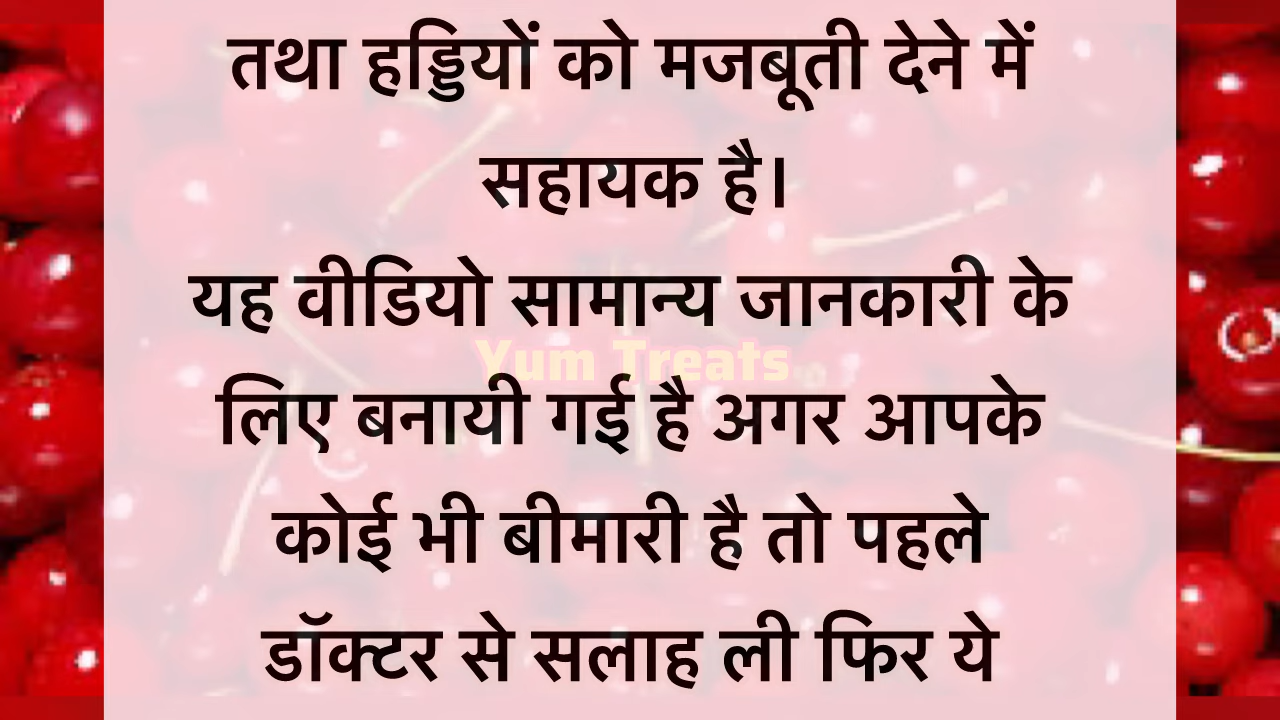 तथा हड्डियों को मजबूती देने में
सहायक है।
यह वीडियो सामान्य जानकारी के
Yum Treats
लिए बनायी गई है अगर आपके
कोई भी बीमारी है तो पहले
डॉक्टर से सलाह ली फिर ये